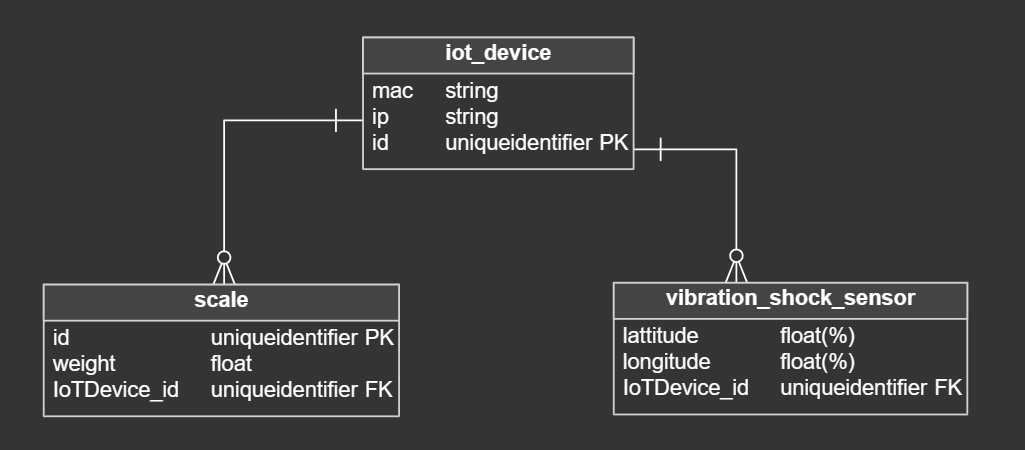 iot_device
mac string
ip string
id uniqueidentifier PK
scale
id uniqueidentifier PK
weight float
IoTDevice_id uniqueidentifier FK
vibration_shock_sensor
lattitude float(%)
longitude float(%)
IoTDevice_id uniqueidentifier FK